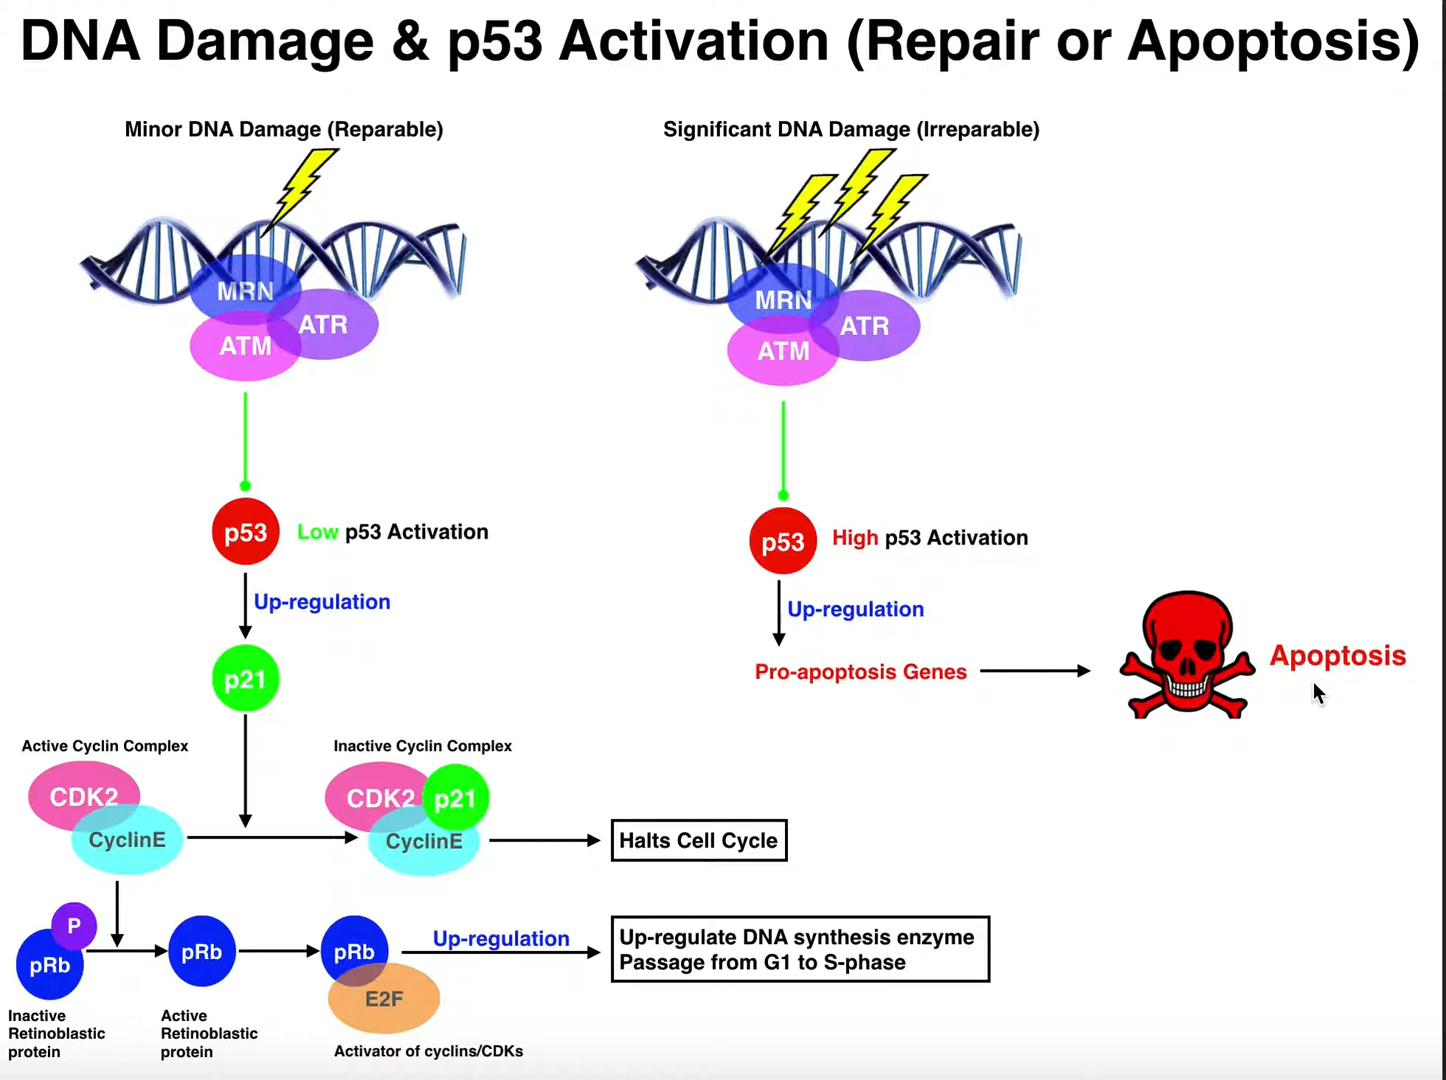 DNA Damage & p53 Activation (Repair or Apoptosis)
Minor DNA Damage (Reparable)
MRN
ATR
ATM
p53
Low p53 Activation
Up-regulation
p21
Active Cyclin Complex
CDK2
CyclinE
Inactive Cyclin Complex
CDK2
p21
CyclinE
Halts Cell Cycle
P
pRb
pRb
pRb
E2F
Up-regulation
Up-regulate DNA synthesis enzyme
Passage from G1 to S-phase
Inactive
Retinoblastic
protein
Active
Retinoblastic
protein
Activator of cyclins/CDKs
Significant DNA Damage (Irreparable)
MRN
ATR
ATM
p53
High p53 Activation
Up-regulation
Pro-apoptosis Genes
Apoptosis